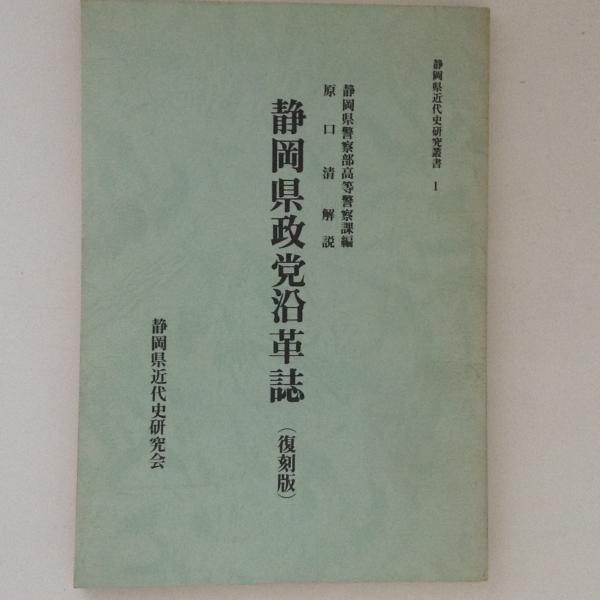 静岡県近代史研究叢書 1
静岡県警察部高等警察課編
原口清解説
静岡県政党沿革誌（復刻版）
静岡県近代史研究会